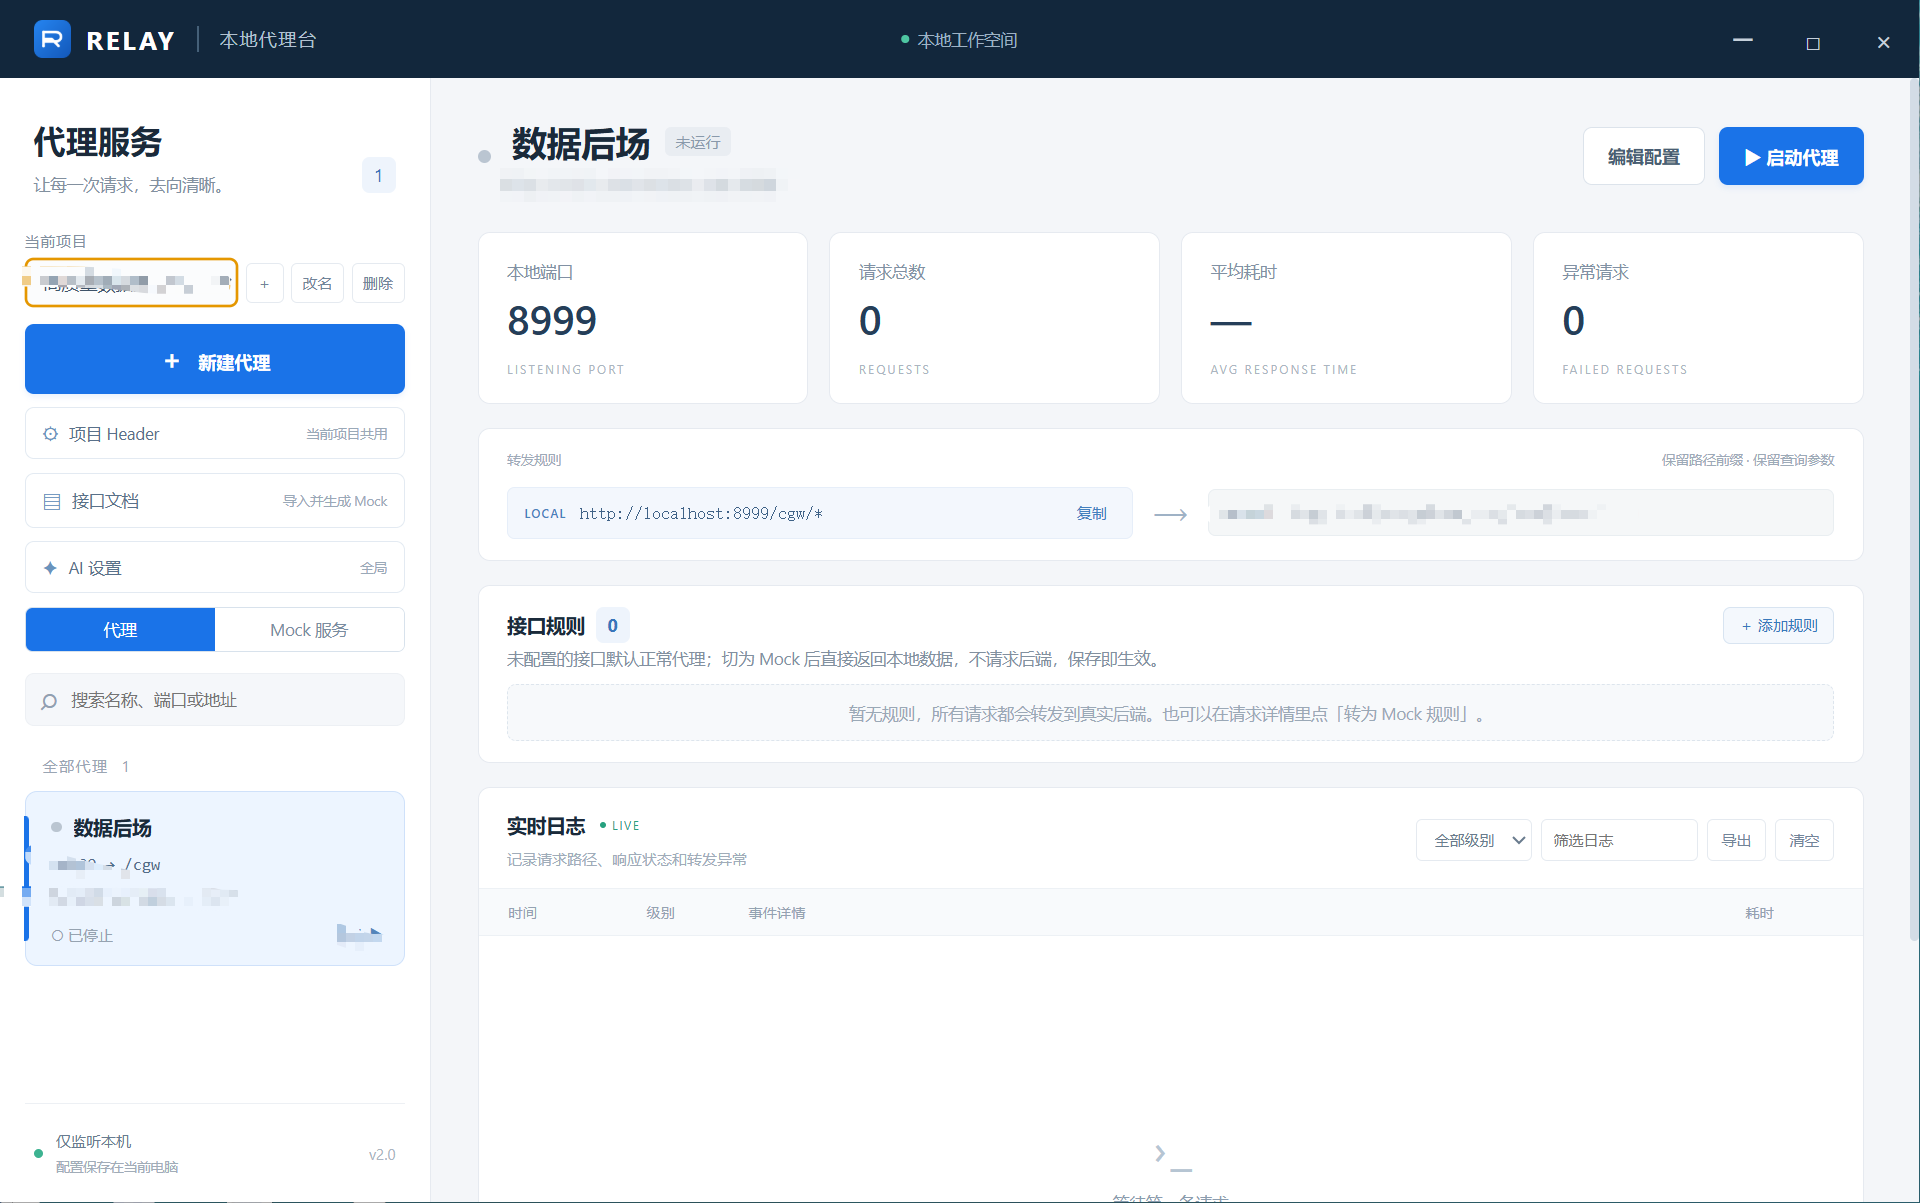 RELAY 本地代理台
本地工作空间
代理服务
让每一次请求，去向清晰。
1
当前项目
+ 改名 删除
+ 新建代理
项目 Header 当前项目共用
接口文档 导入并生成 Mock
AI 设置 全局
代理 Mock 服务
搜索名称、端口或地址
全部代理 1
数据后场
→ /cgw
已停止
仅监听本机
配置保存在当前电脑
v2.0
数据后场 未运行
编辑配置 ▶ 启动代理
本地端口
8999
LISTENING PORT
请求总数
0
REQUESTS
平均耗时
—
AVG RESPONSE TIME
异常请求
0
FAILED REQUESTS
转发规则 保留路径前缀 · 保留查询参数
LOCAL http://localhost:8999/cgw/* 复制
接口规则 0 + 添加规则
未配置的接口默认正常代理；切为 Mock 后直接返回本地数据，不请求后端，保存即生效。
暂无规则，所有请求都会转发到真实后端。也可以在请求详情里点「转为 Mock 规则」。
实时日志 LIVE
记录请求路径、响应状态和转发异常
全部级别 筛选日志 导出 清空
时间 级别 事件详情 耗时